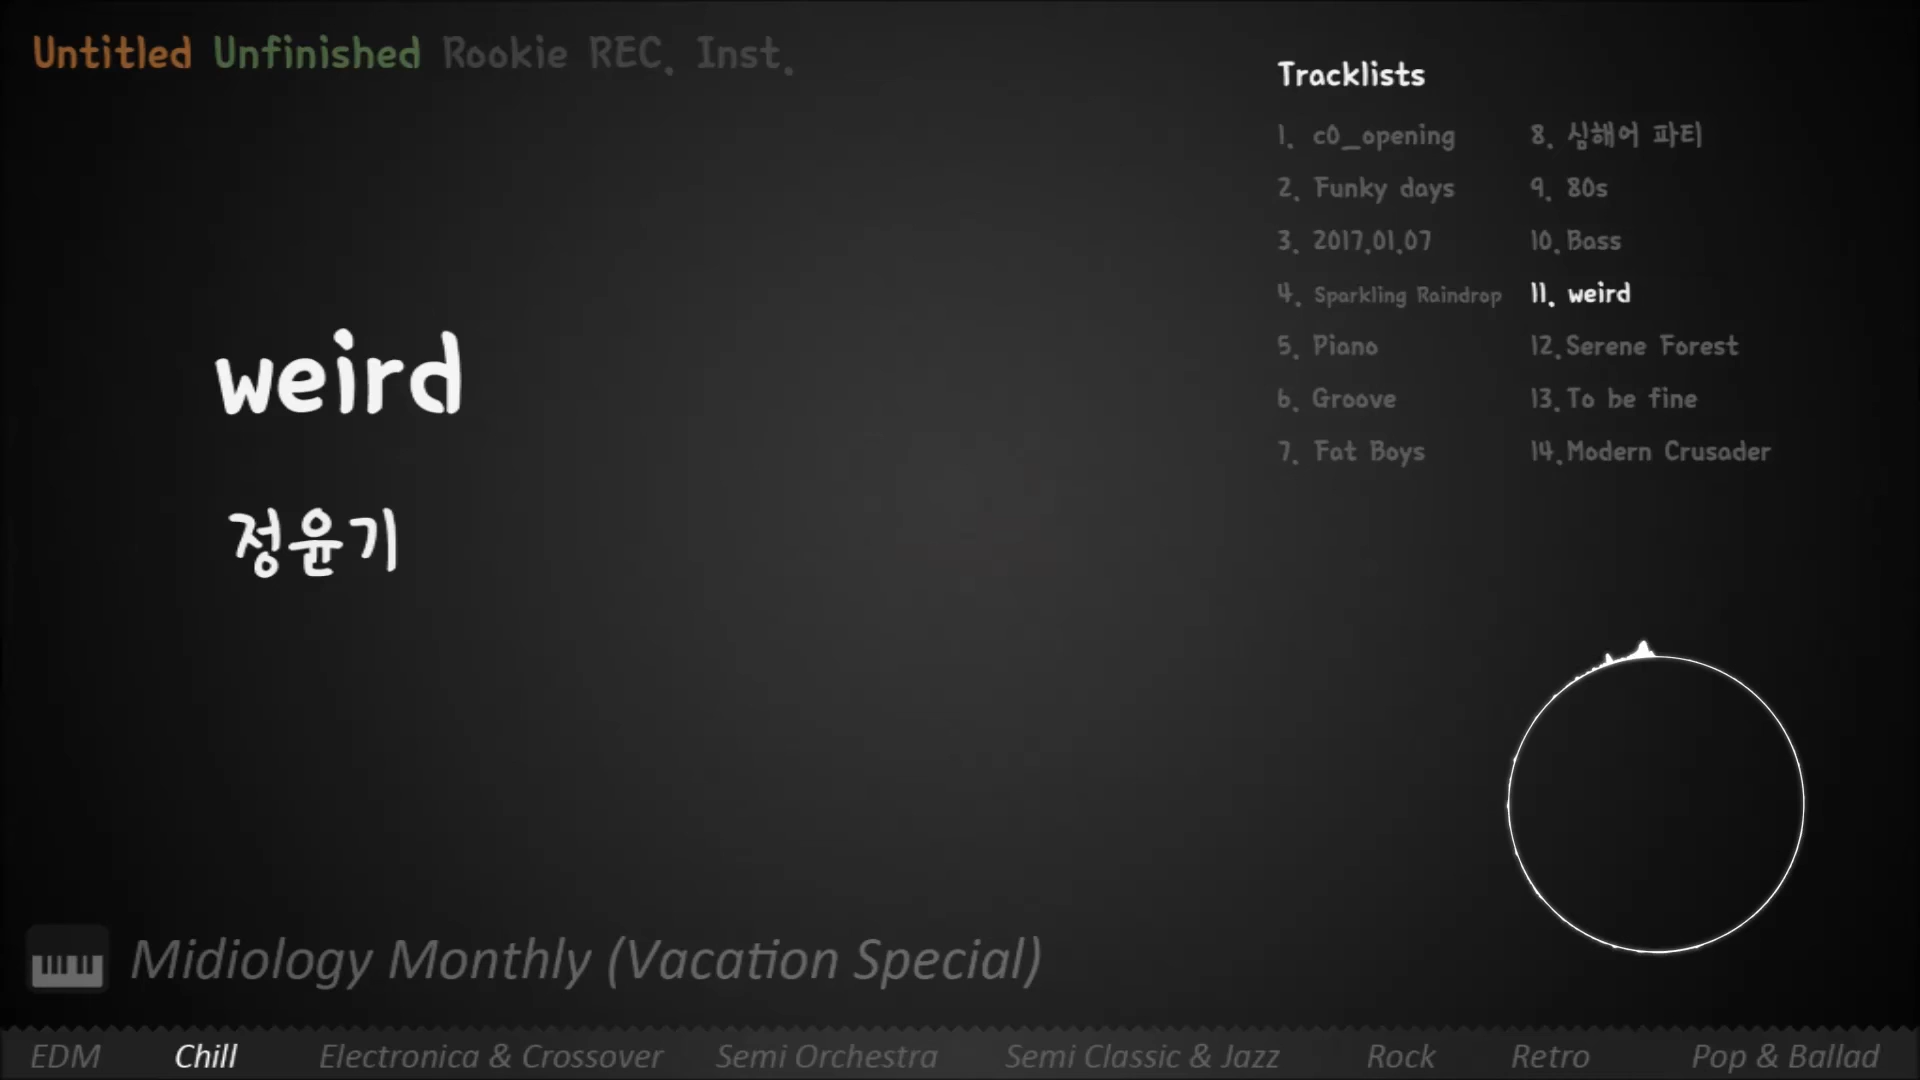 Untitled Unfinished Rookie REC. Inst.
Tracklists
1. c0_opening
2. Funky days
3. 2017.01.07
4. Sparkling Raindrop
5. Piano
6. Groove
7. Fat Boys
8. 심해어 파티
9. 80s
10. Bass
11. weird
12. Serene Forest
13. To be fine
14. Modern Crusader
weird
정윤기
Midiology Monthly (Vacation Special)
EDM Chill Electronica & Crossover Semi Orchestra Semi Classic & Jazz Rock Retro Pop & Ballad